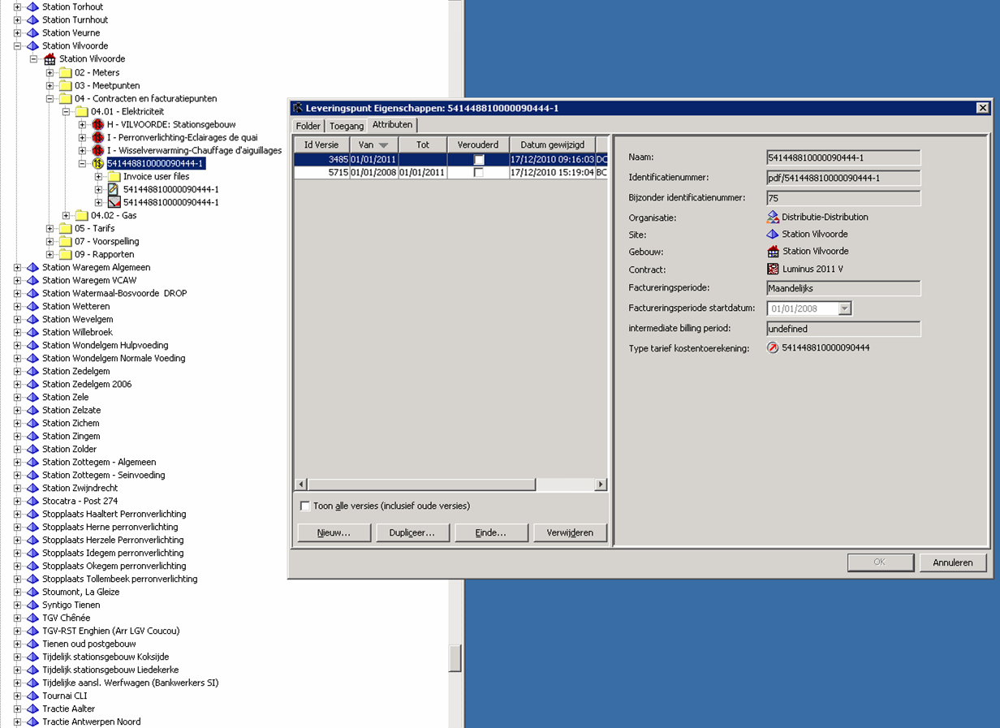 Station Torhout
Station Turnhout
Station Veurne
Station Vilvoorde
Station Vilvoorde
02 - Meters
03 - Meetpunten
04 - Contracten en facturatiepunten
04.01 - Elektriciteit
H - VILVOORDE: Stationsgebouw
I - Perronverlichting-Eclairages de quai
I - Wisselverwarming-Chauffage d'aiguillages
541448810000090444-1
Invoice user files
541448810000090444-1
541448810000090444-1
04.02 - Gas
05 - Tarifs
07 - Voorspelling
09 - Rapporten
Station Waregem Algemeen
Station Waregem VCAW
Station Watermaal-Bosvoorde DROP
Station Wetteren
Station Wevelgem
Station Willebroek
Station Wondelgem Hulpvoeding
Station Wondelgem Normale Voeding
Station Zedelgem
Station Zedelgem 2006
Station Zele
Station Zelzate
Station Zichem
Station Zingem
Station Zolder
Station Zottegem - Algemeen
Station Zottegem - Seinvoeding
Station Zwijndrecht
Stocatra - Post 274
Stopplaats Haaltert Perronverlichting
Stopplaats Herne perronverlichting
Stopplaats Herzele Perronverlichting
Stopplaats Idegem perronverlichting
Stopplaats Okegem perronverlichting
Stopplaats Tollembeek perronverlichting
Stoumont, La Gleize
Syntigo Tienen
TGV Chênée
TGV-RST Enghien (Arr LGV Coucou)
Tienen oud postgebouw
Tijdelijk stationsgebouw Koksijde
Tijdelijk stationsgebouw Liedekerke
Tijdelijke aansl. Werfwagen (Bankwerkers SI)
Tournai CLI
Tractie Aalter
Tractie Antwerpen Noord
Leveringspunt Eigenschappen: 541448810000090444-1
Folder Toegang Attributen
Id Versie Van Tot Verouderd Datum gewijzigd
3485 01/01/2011 17/12/2010 09:16:03 DC
5715 01/01/2008 01/01/2011 17/12/2010 15:19:04 BC
Toon alle versies (inclusief oude versies)
Nieuw... Dupliceer... Einde... Verwijderen
Naam: 541448810000090444-1
Identificatienummer: pdf/541448810000090444-1
Bijzonder identificatienummer: 75
Organisatie: Distributie-Distribution
Site: Station Vilvoorde
Gebouw: Station Vilvoorde
Contract: Luminus 2011 V
Factureringsperiode: Maandelijks
Factureringsperiode startdatum: 01/01/2008
intermediate billing period: undefined
Type tarief kostentoerekening: 541448810000090444
OK Annuleren